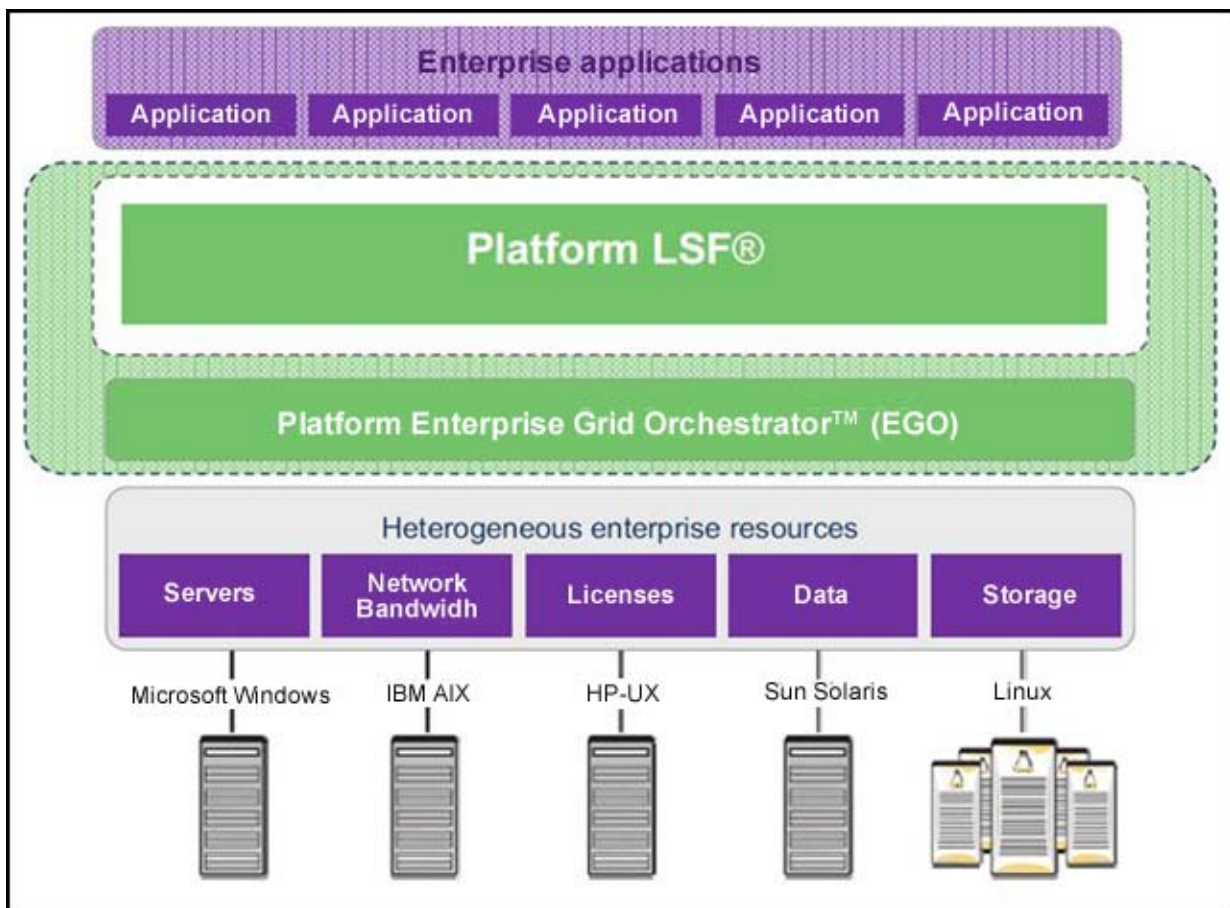 Enterprise applications
Application Application Application Application Application
Platform LSF®
Platform Enterprise Grid Orchestrator™ (EGO)
Heterogeneous enterprise resources
Servers
Network
Bandwidh
Licenses
Data
Storage
Microsoft Windows
IBM AIX
HP-UX
Sun Solaris
Linux